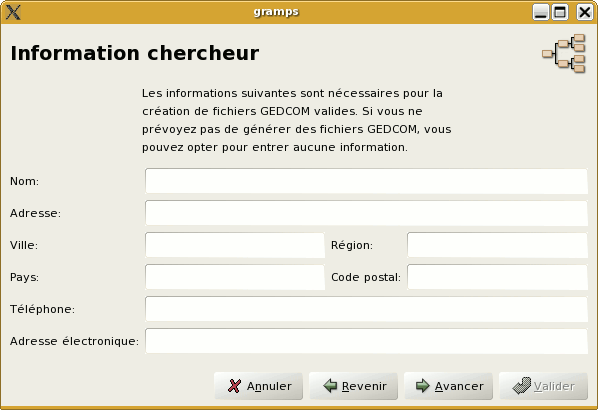 gramps
Information chercheur
Les informations suivantes sont nécessaires pour la
création de fichiers GEDCOM valides. Si vous ne
prévoyez pas de générer des fichiers GEDCOM, vous
pouvez opter pour entrer aucune information.
Nom:
Adresse:
Ville: Région:
Pays: Code postal:
Téléphone:
Adresse électronique:
Annuler Revenir Avancer Valider